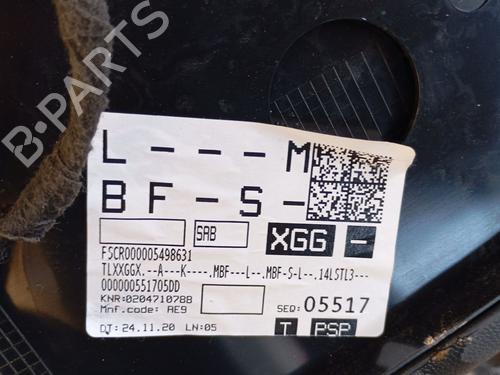 B-PARTS
L - - - M
B F - S -
SAB
XGG -
FSCR000005498631
TLXXGGX.--A---K----.MBF---L--.MBF-S-L--.14LSTL3---
000000551705DD
KNR:0204710788
Mnf.code: AE9
SEQ:05517
DT:24.11.20 LN:05
T PSP